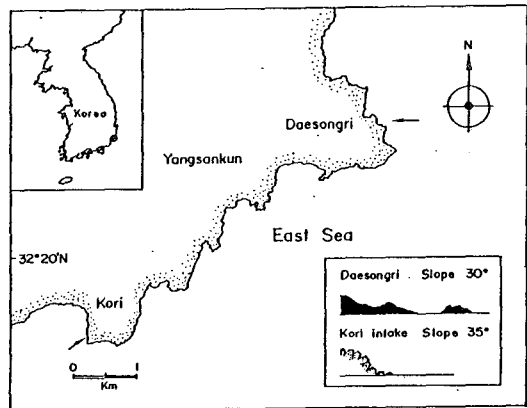 N
Korea
Daesongri
Yangsankun
East Sea
32°20'N
Kori
0 1
Km
Daesongri Slope 30°
Kori intake Slope 35°